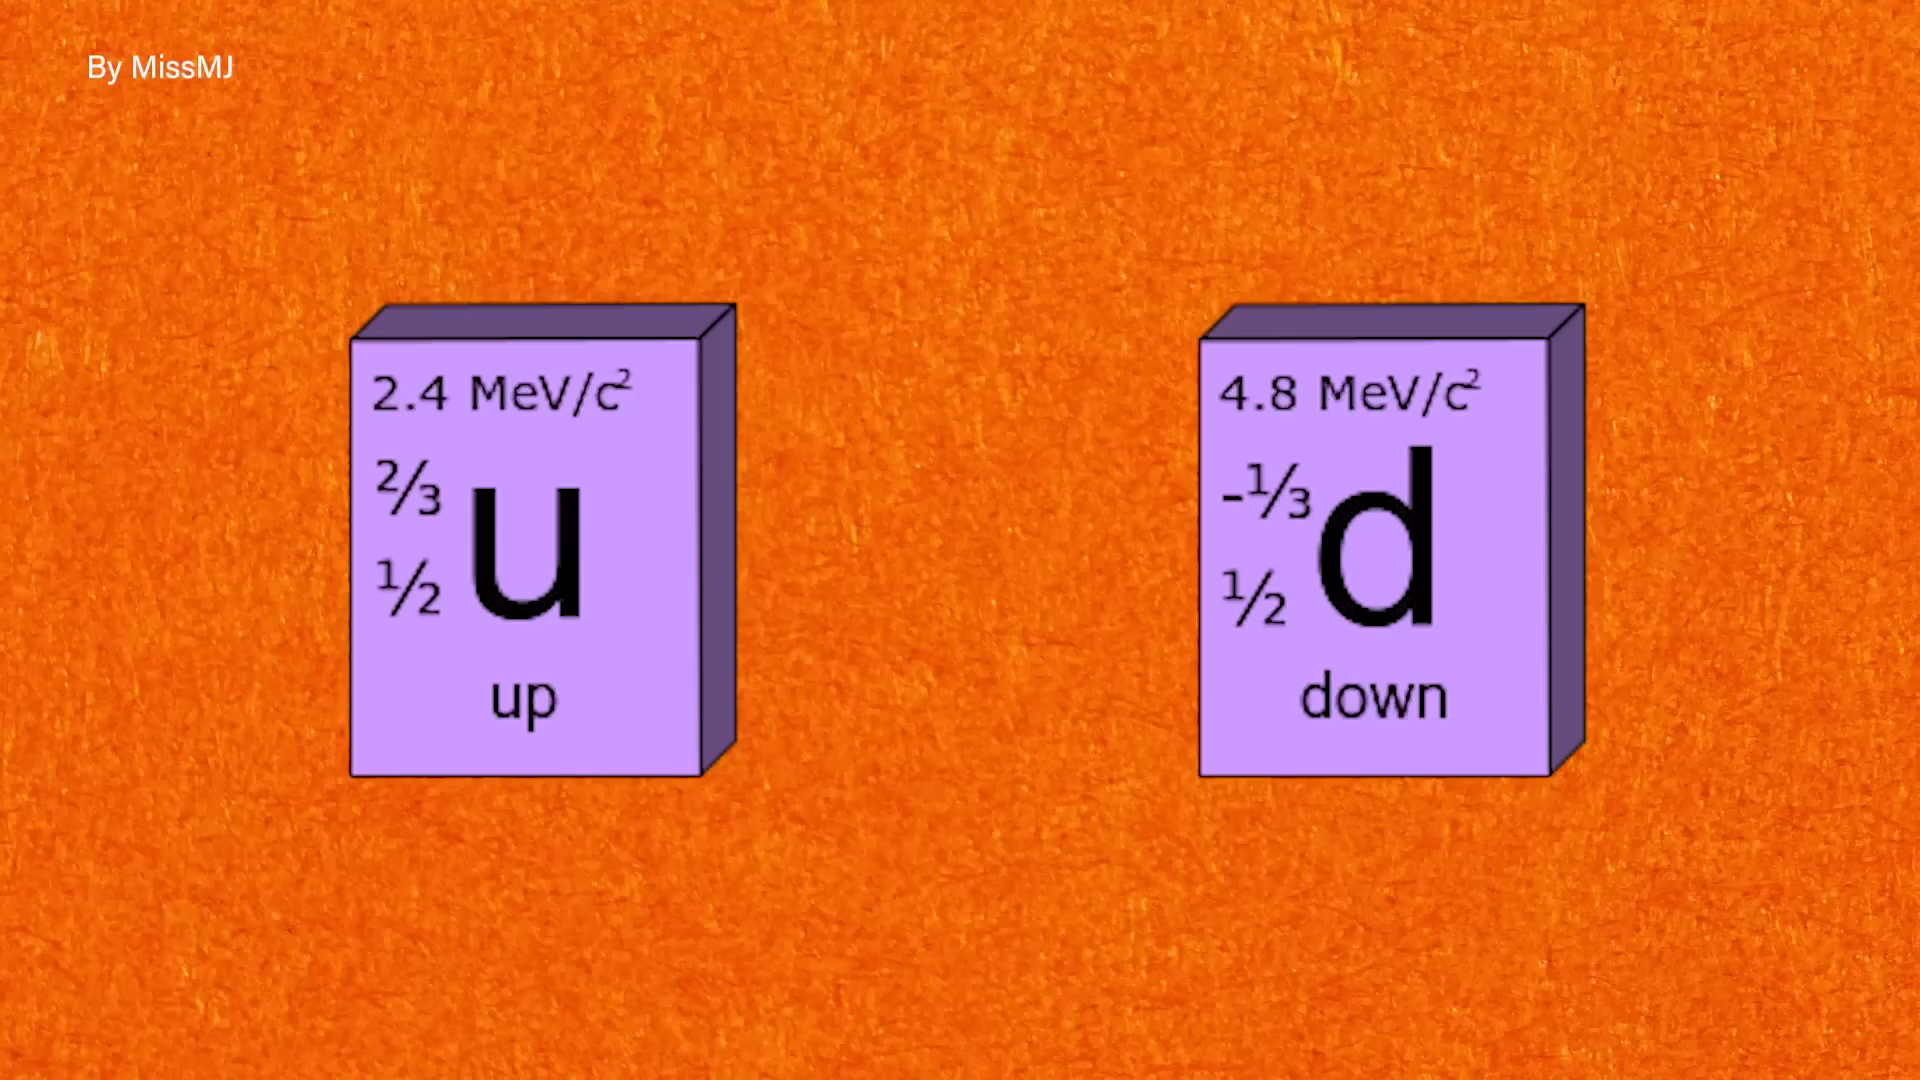 By MissMJ
2.4 MeV/c²
⅔
u
½
up
4.8 MeV/c²
-⅓
d
½
down